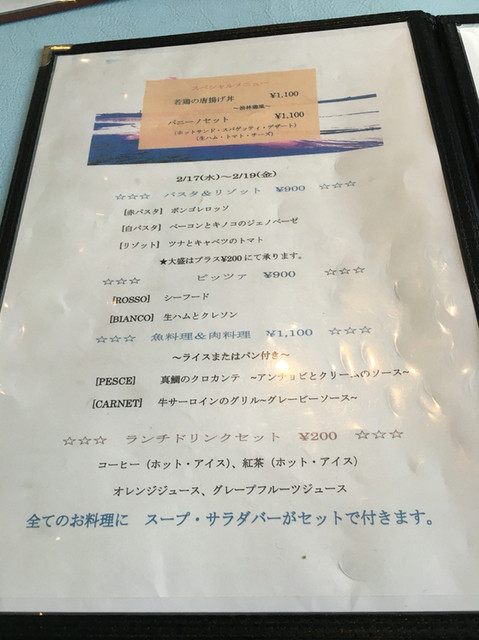 スペシャルメニュー
若鶏の唐揚げ丼 ¥1,100
パニーノセット ¥1,100
(ホットサンド・スパゲッティ・デザート)
(生ハム・トマト・チーズ)
2/17(水)～2/19(金)
☆☆☆ パスタ&リゾット ¥900 ☆☆☆
[赤パスタ] ボンゴレロッソ
[白パスタ] ベーコンとキノコのジェノベーゼ
[リゾット] ツナとキャベツのトマト
★大盛はプラス¥200にて承ります。
☆☆☆ ピッツァ ¥900 ☆☆☆
[ROSSO] シーフード
[BIANCO] 生ハムとクレソン
☆☆☆ 魚料理&肉料理 ¥1,100 ☆☆☆
～ライスまたはパン付き～
[PESCE] 真鯛のクロカンテ ~アンチョビとクリームのソース~
[CARNET] 牛サーロインのグリル~グレービーソース~
☆☆☆ ランチドリンクセット ¥200 ☆☆☆
コーヒー（ホット・アイス）、紅茶（ホット・アイス）
オレンジジュース、グレープフルーツジュース
全てのお料理に スープ・サラダバーがセットで付きます。